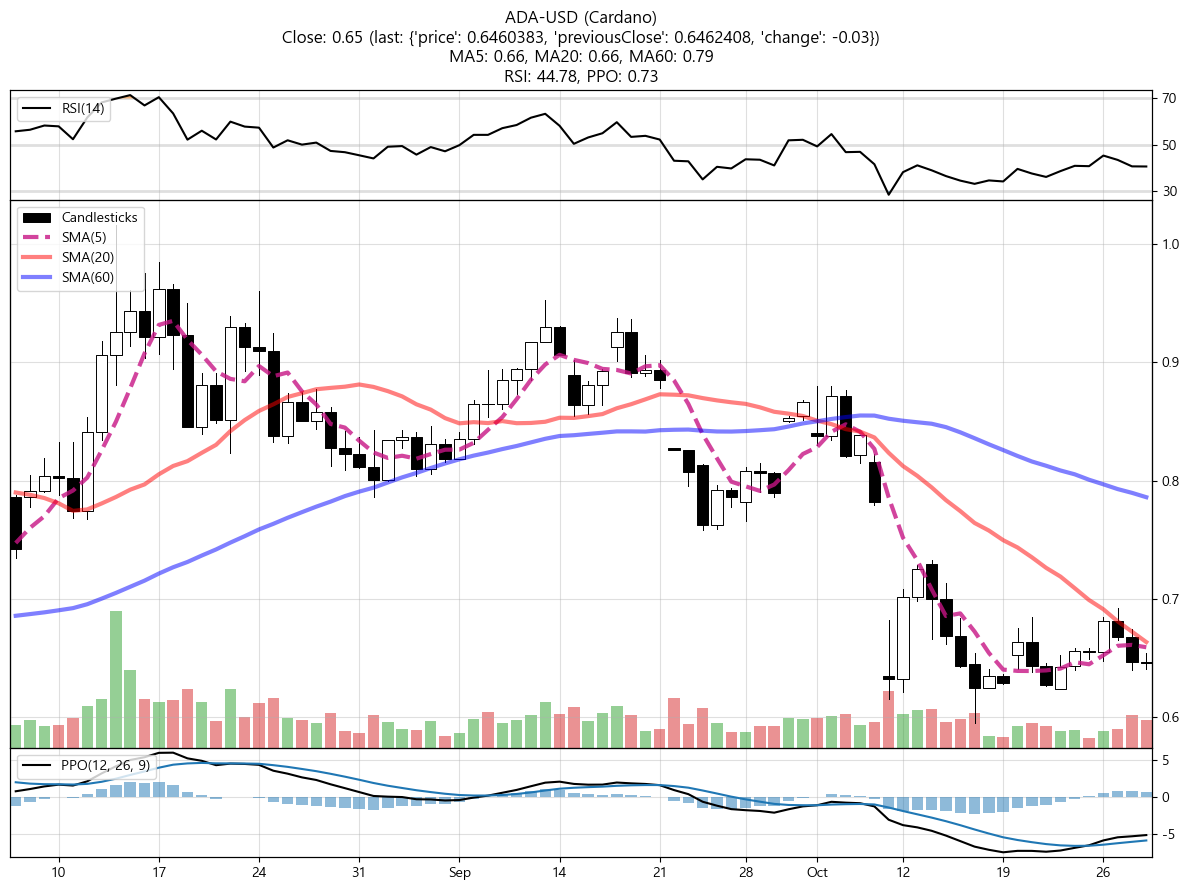 ADA-USD (Cardano)
Close: 0.65 (last: {'price': 0.6460383, 'previousClose': 0.6462408, 'change': -0.03})
MA5: 0.66, MA20: 0.66, MA60: 0.79
RSI: 44.78, PPO: 0.73
RSI(14)
70
50
30
Candlesticks
SMA(5)
SMA(20)
SMA(60)
1.0
0.9
0.8
0.7
0.6
PPO(12, 26, 9)
5
0
-5
10 17 24 31 Sep 14 21 28 Oct 12 19 26